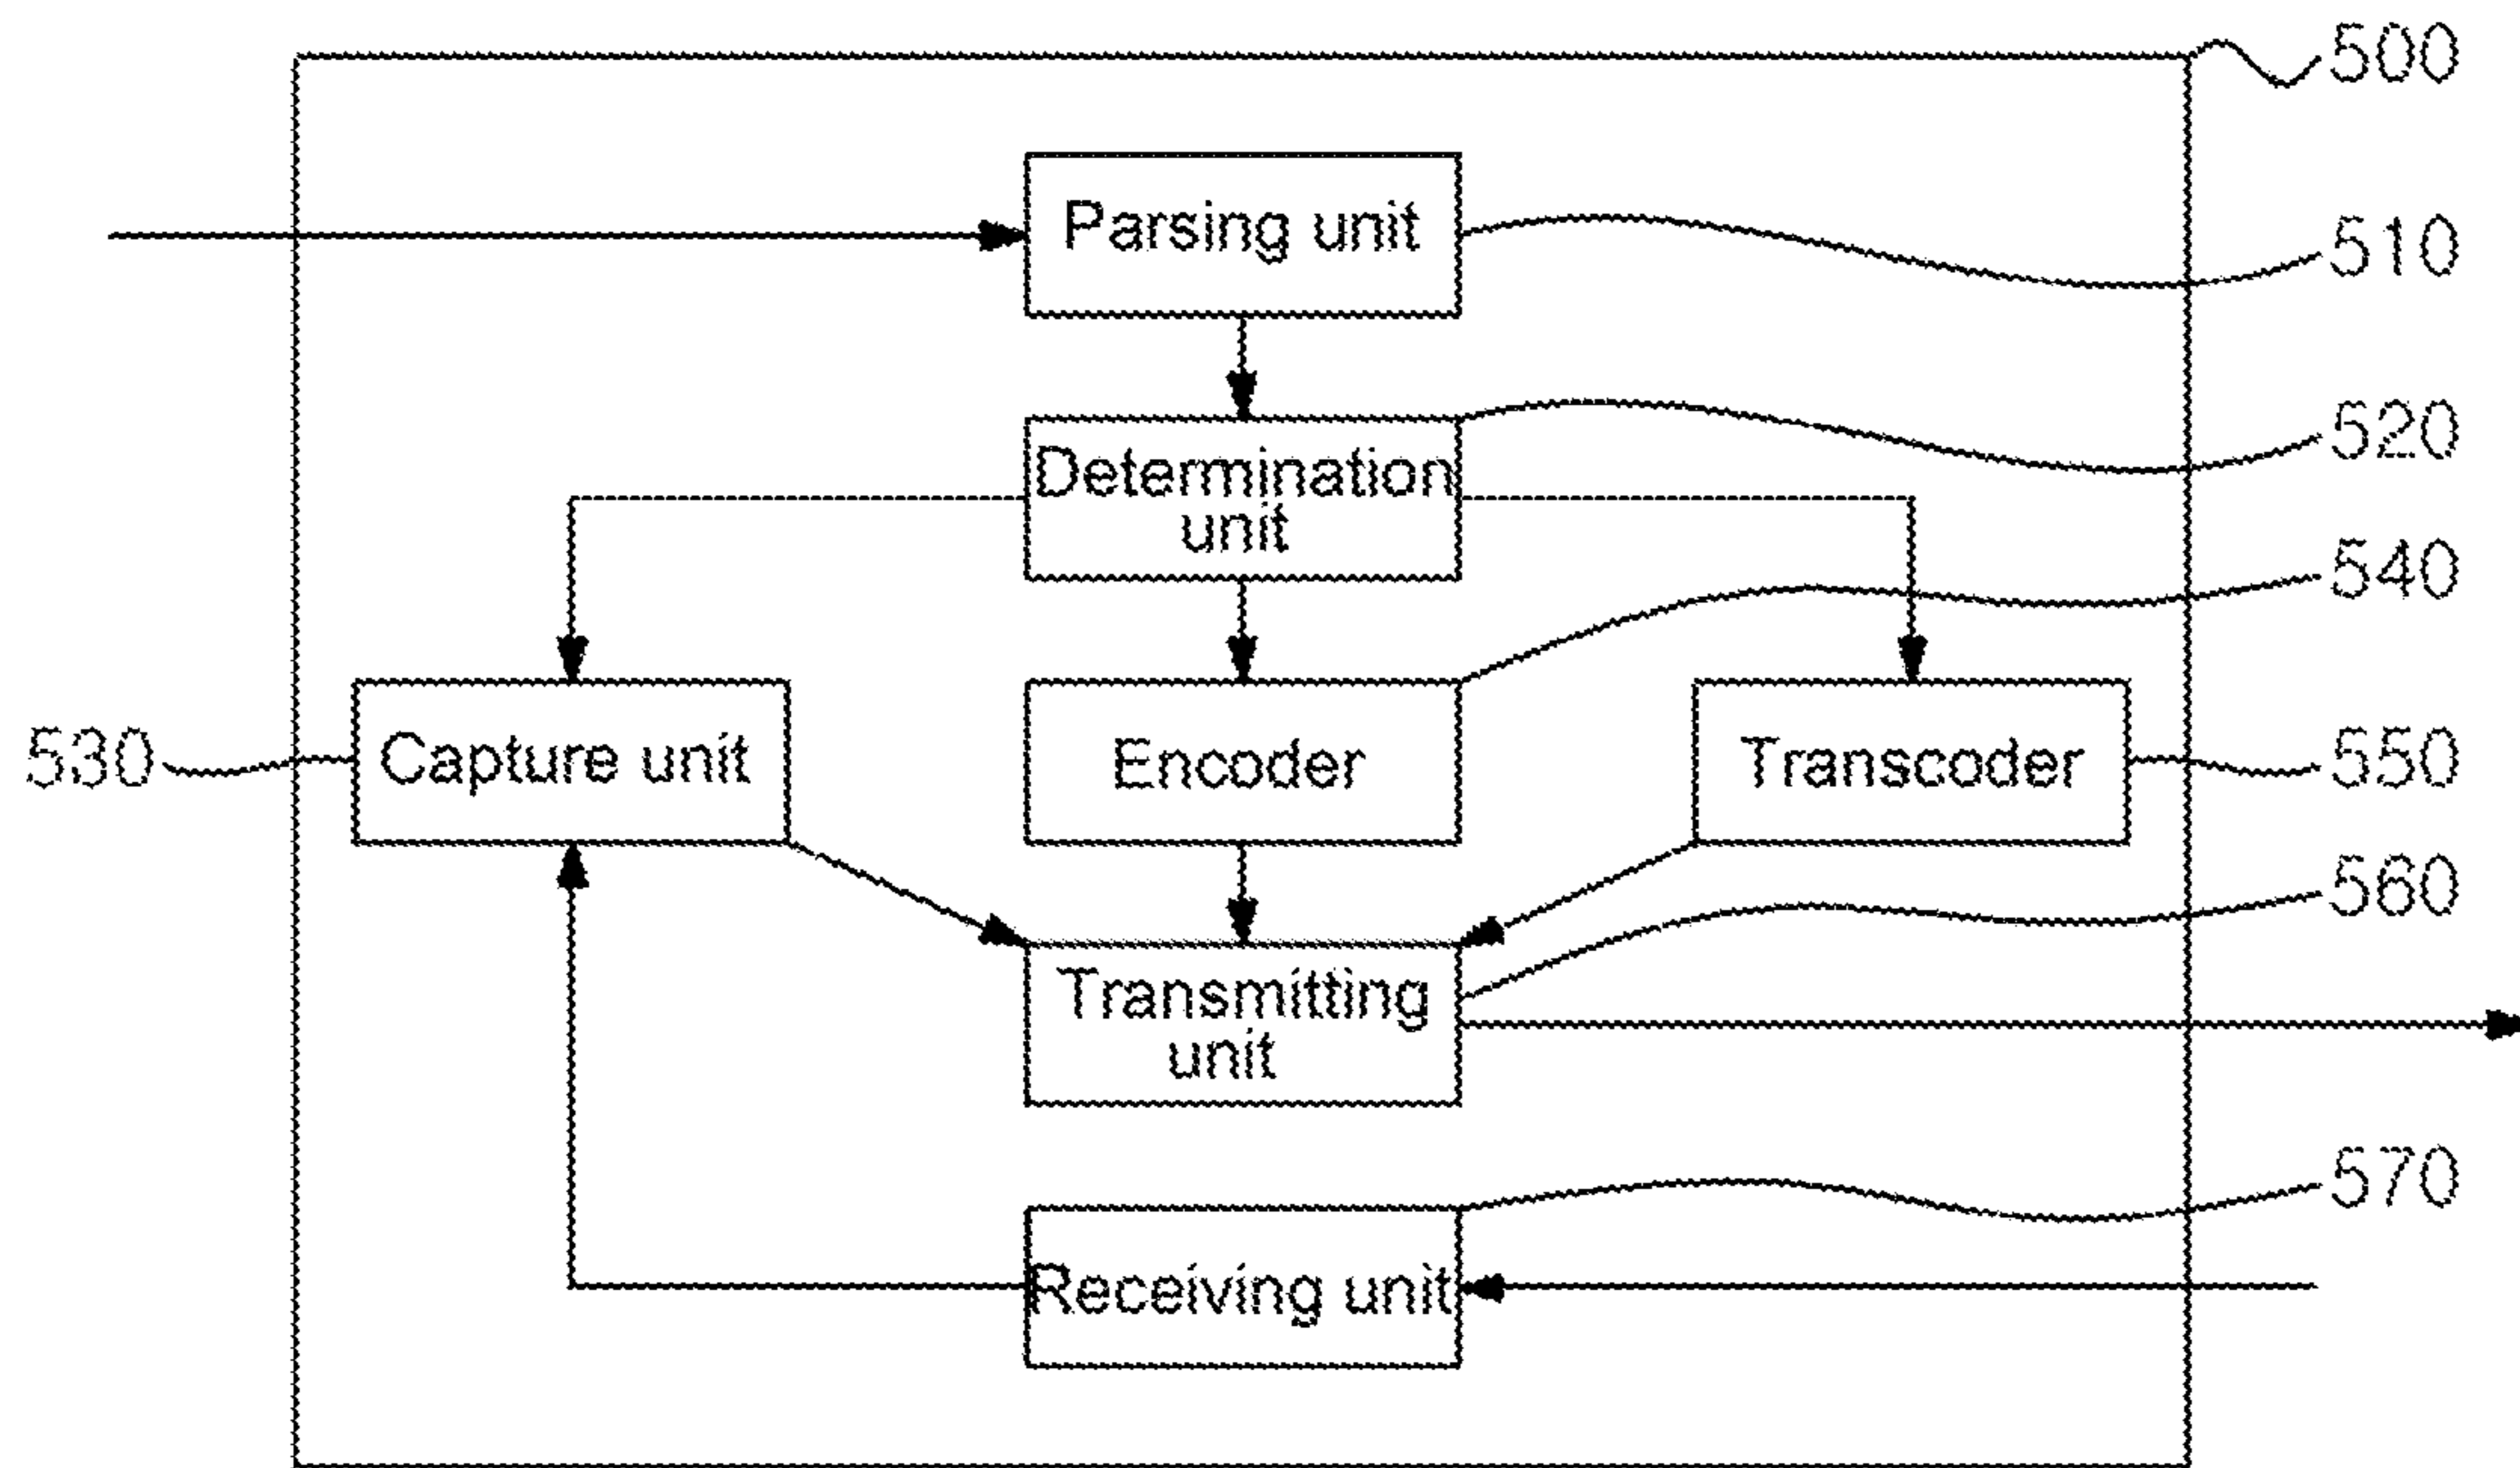 500
Parsing unit
510
520
Determination
unit
540
530
Capture unit
Encoder
Transcoder
550
560
Transmitting
unit
570
Receiving unit